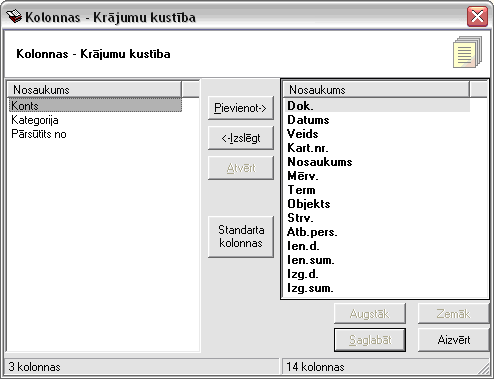 Kolonnas - Krājumu kustība
Kolonnas - Krājumu kustība
Nosaukums
Konts
Kategorija
Pārsūtīts no
Pievienot->
<-Izslēgt
Atvērt
Standarta
kolonnas
Nosaukums
Dok.
Datums
Veids
Kart.nr.
Nosaukums
Mērv.
Term
Objekts
Strv.
Atb.pers.
Ien.d.
Ien.sum.
Izg.d.
Izg.sum.
Augstāk
Zemāk
Saglabāt
Aizvērt
3 kolonnas
14 kolonnas